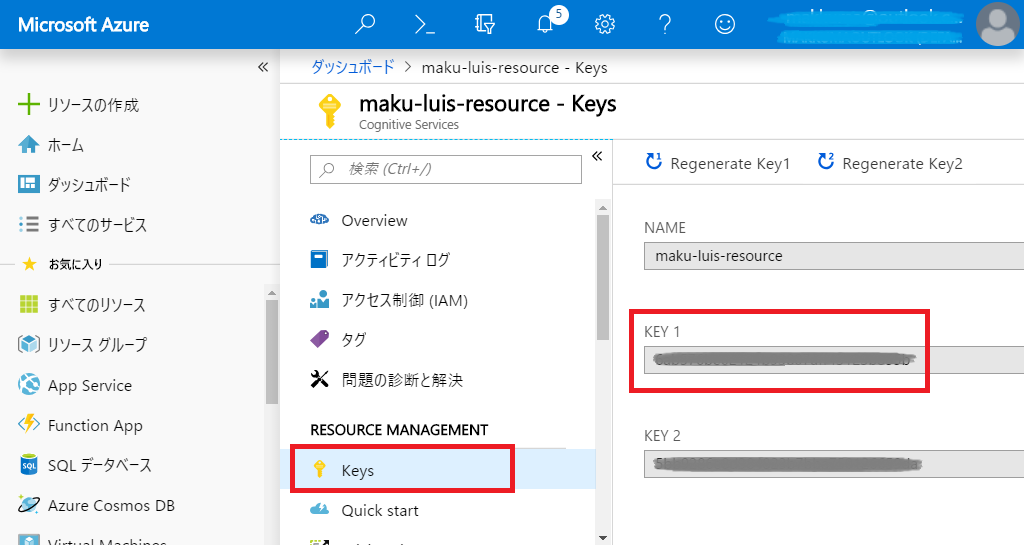 Microsoft Azure
5
ダッシュボード > maku-luis-resource - Keys
maku-luis-resource - Keys
Cognitive Services
リソースの作成
ホーム
ダッシュボード
すべてのサービス
お気に入り
すべてのリソース
リソース グループ
App Service
Function App
SQL データベース
Azure Cosmos DB
Virtual Machines
検索 (Ctrl+/)
Overview
アクティビティ ログ
アクセス制御 (IAM)
タグ
問題の診断と解決
RESOURCE MANAGEMENT
Keys
Quick start
Regenerate Key1
Regenerate Key2
NAME
maku-luis-resource
KEY 1
KEY 2